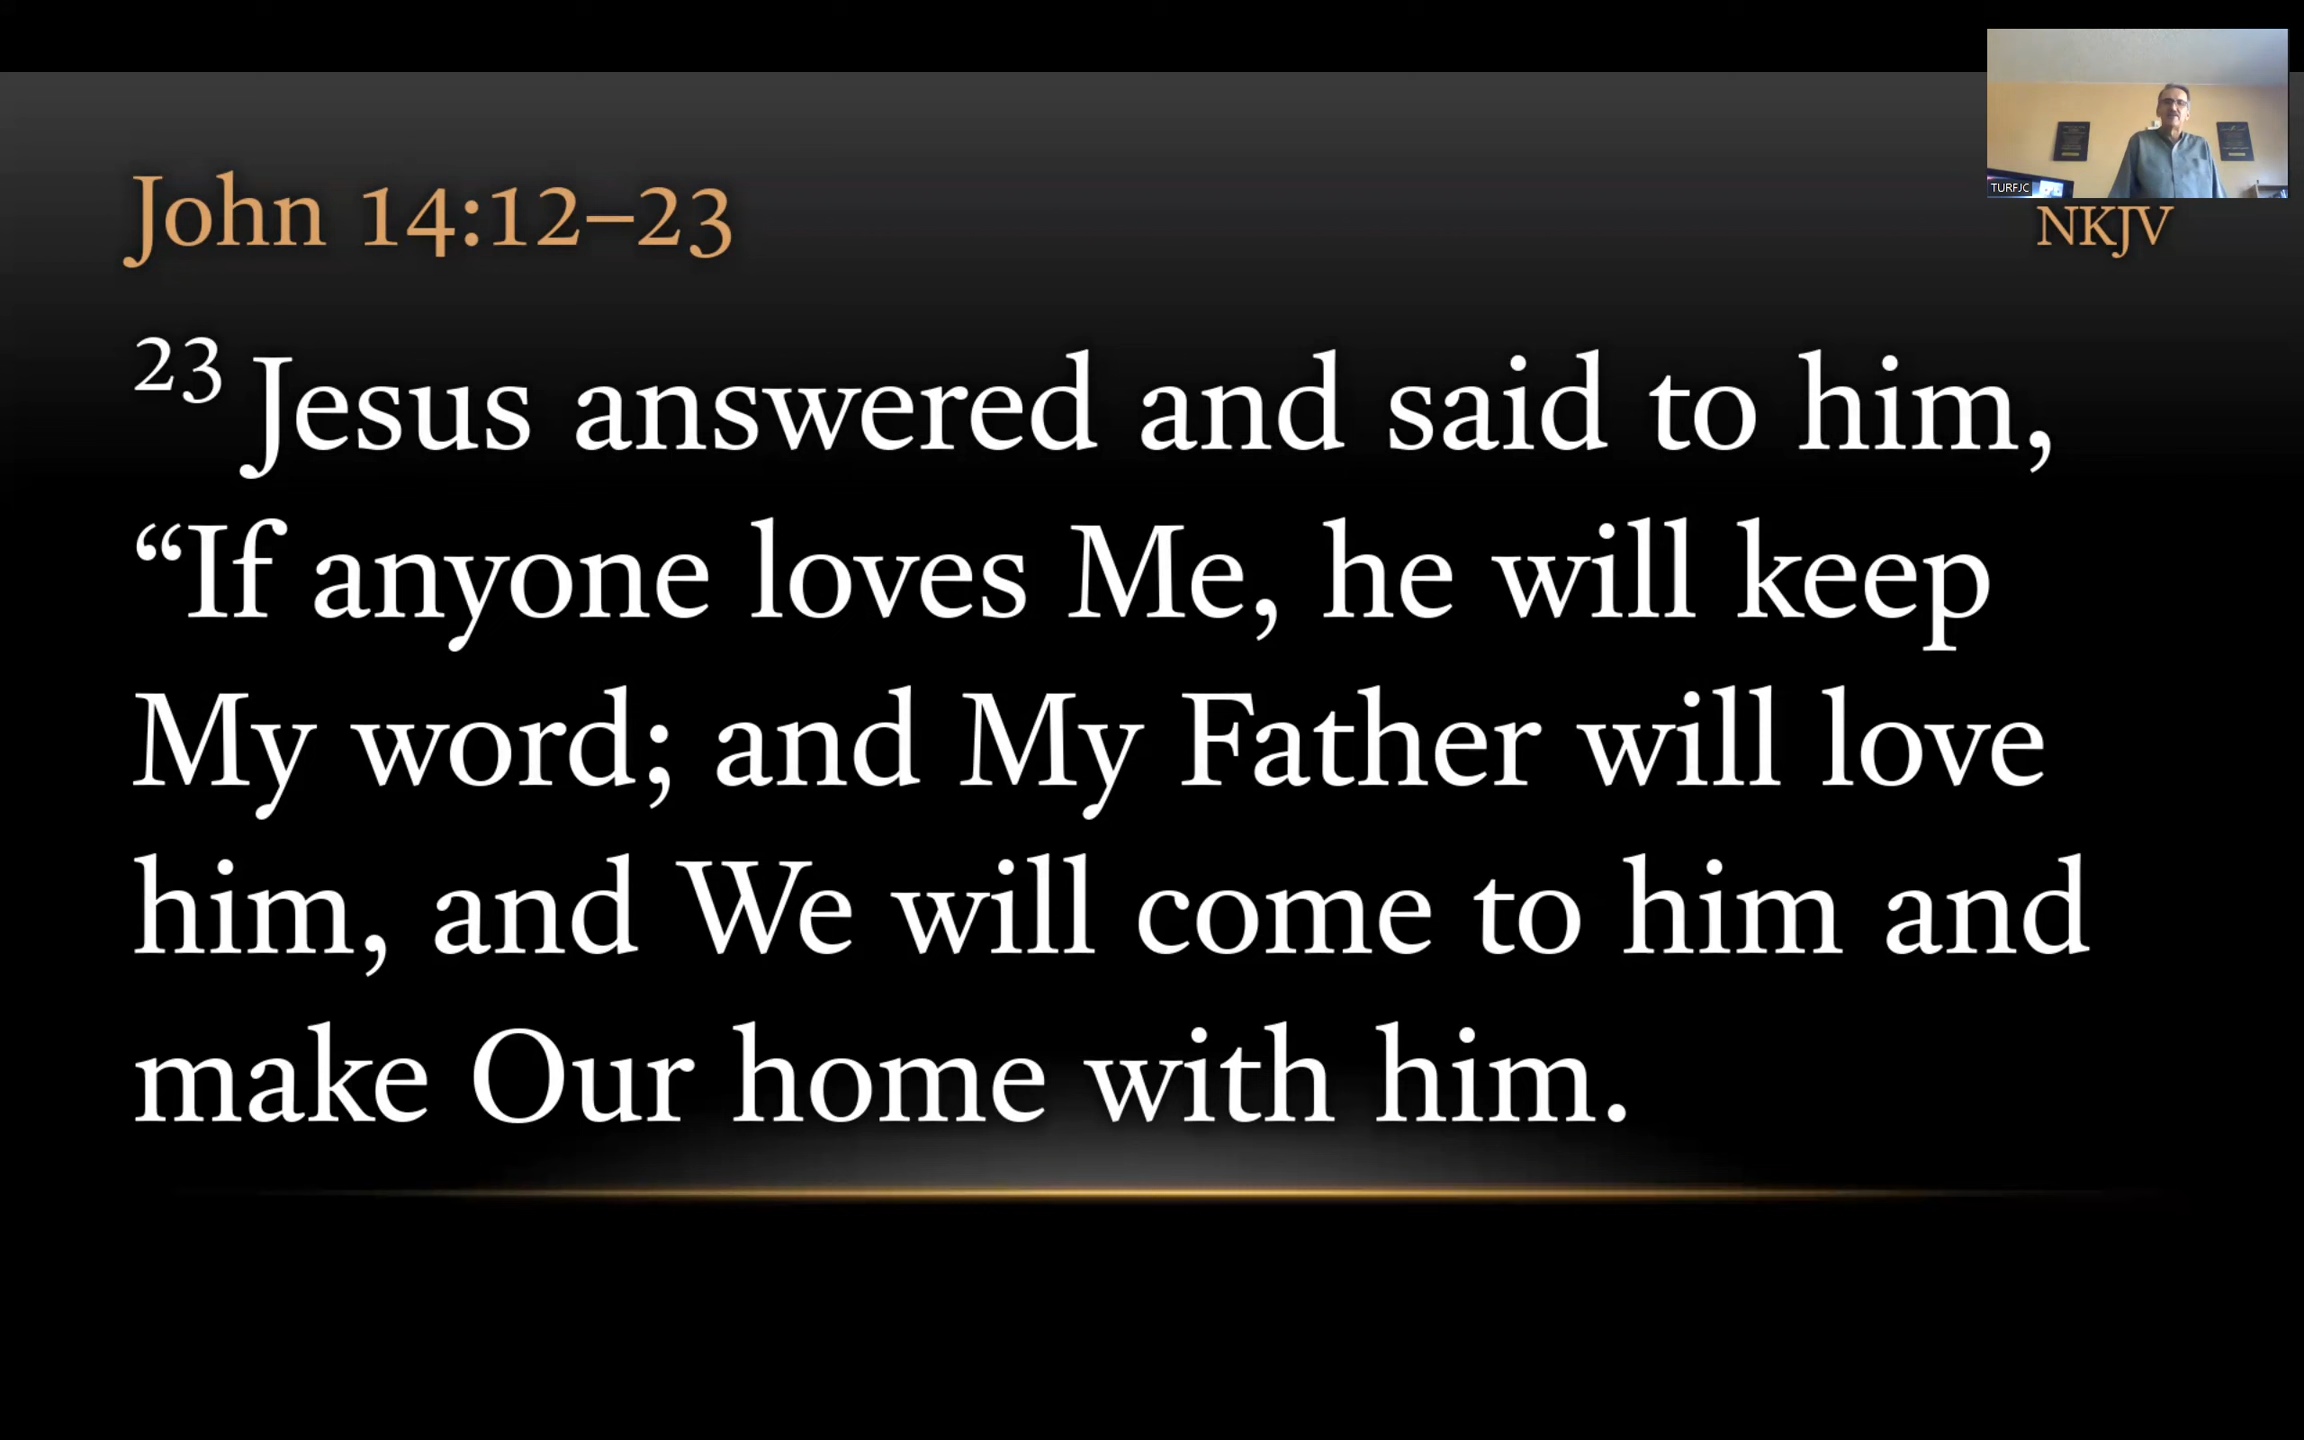 TURFJC
John 14:12–23
NKJV
23 Jesus answered and said to him,
“If anyone loves Me, he will keep
My word; and My Father will love
him, and We will come to him and
make Our home with him.